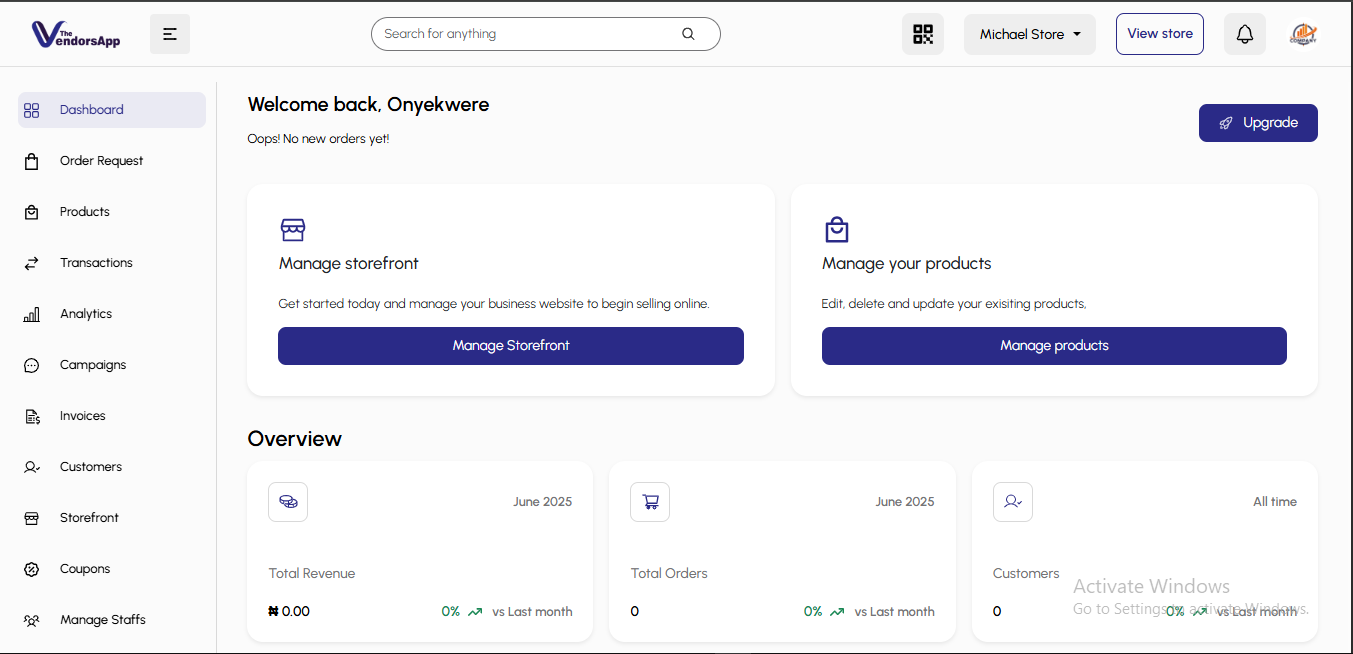 The
VendorsApp
Search for anything
Michael Store
View store
COMPANY
Dashboard
Order Request
Products
Transactions
Analytics
Campaigns
Invoices
Customers
Storefront
Coupons
Manage Staffs
Welcome back, Onyekwere
Oops! No new orders yet!
Upgrade
Manage storefront
Get started today and manage your business website to begin selling online.
Manage Storefront
Manage your products
Edit, delete and update your exisiting products,
Manage products
Overview
June 2025
Total Revenue
₦ 0.00
0% vs Last month
June 2025
Total Orders
0
0% vs Last month
All time
Customers
0
0% vs Last month
Activate Windows
Go to Settings to activate Windows.